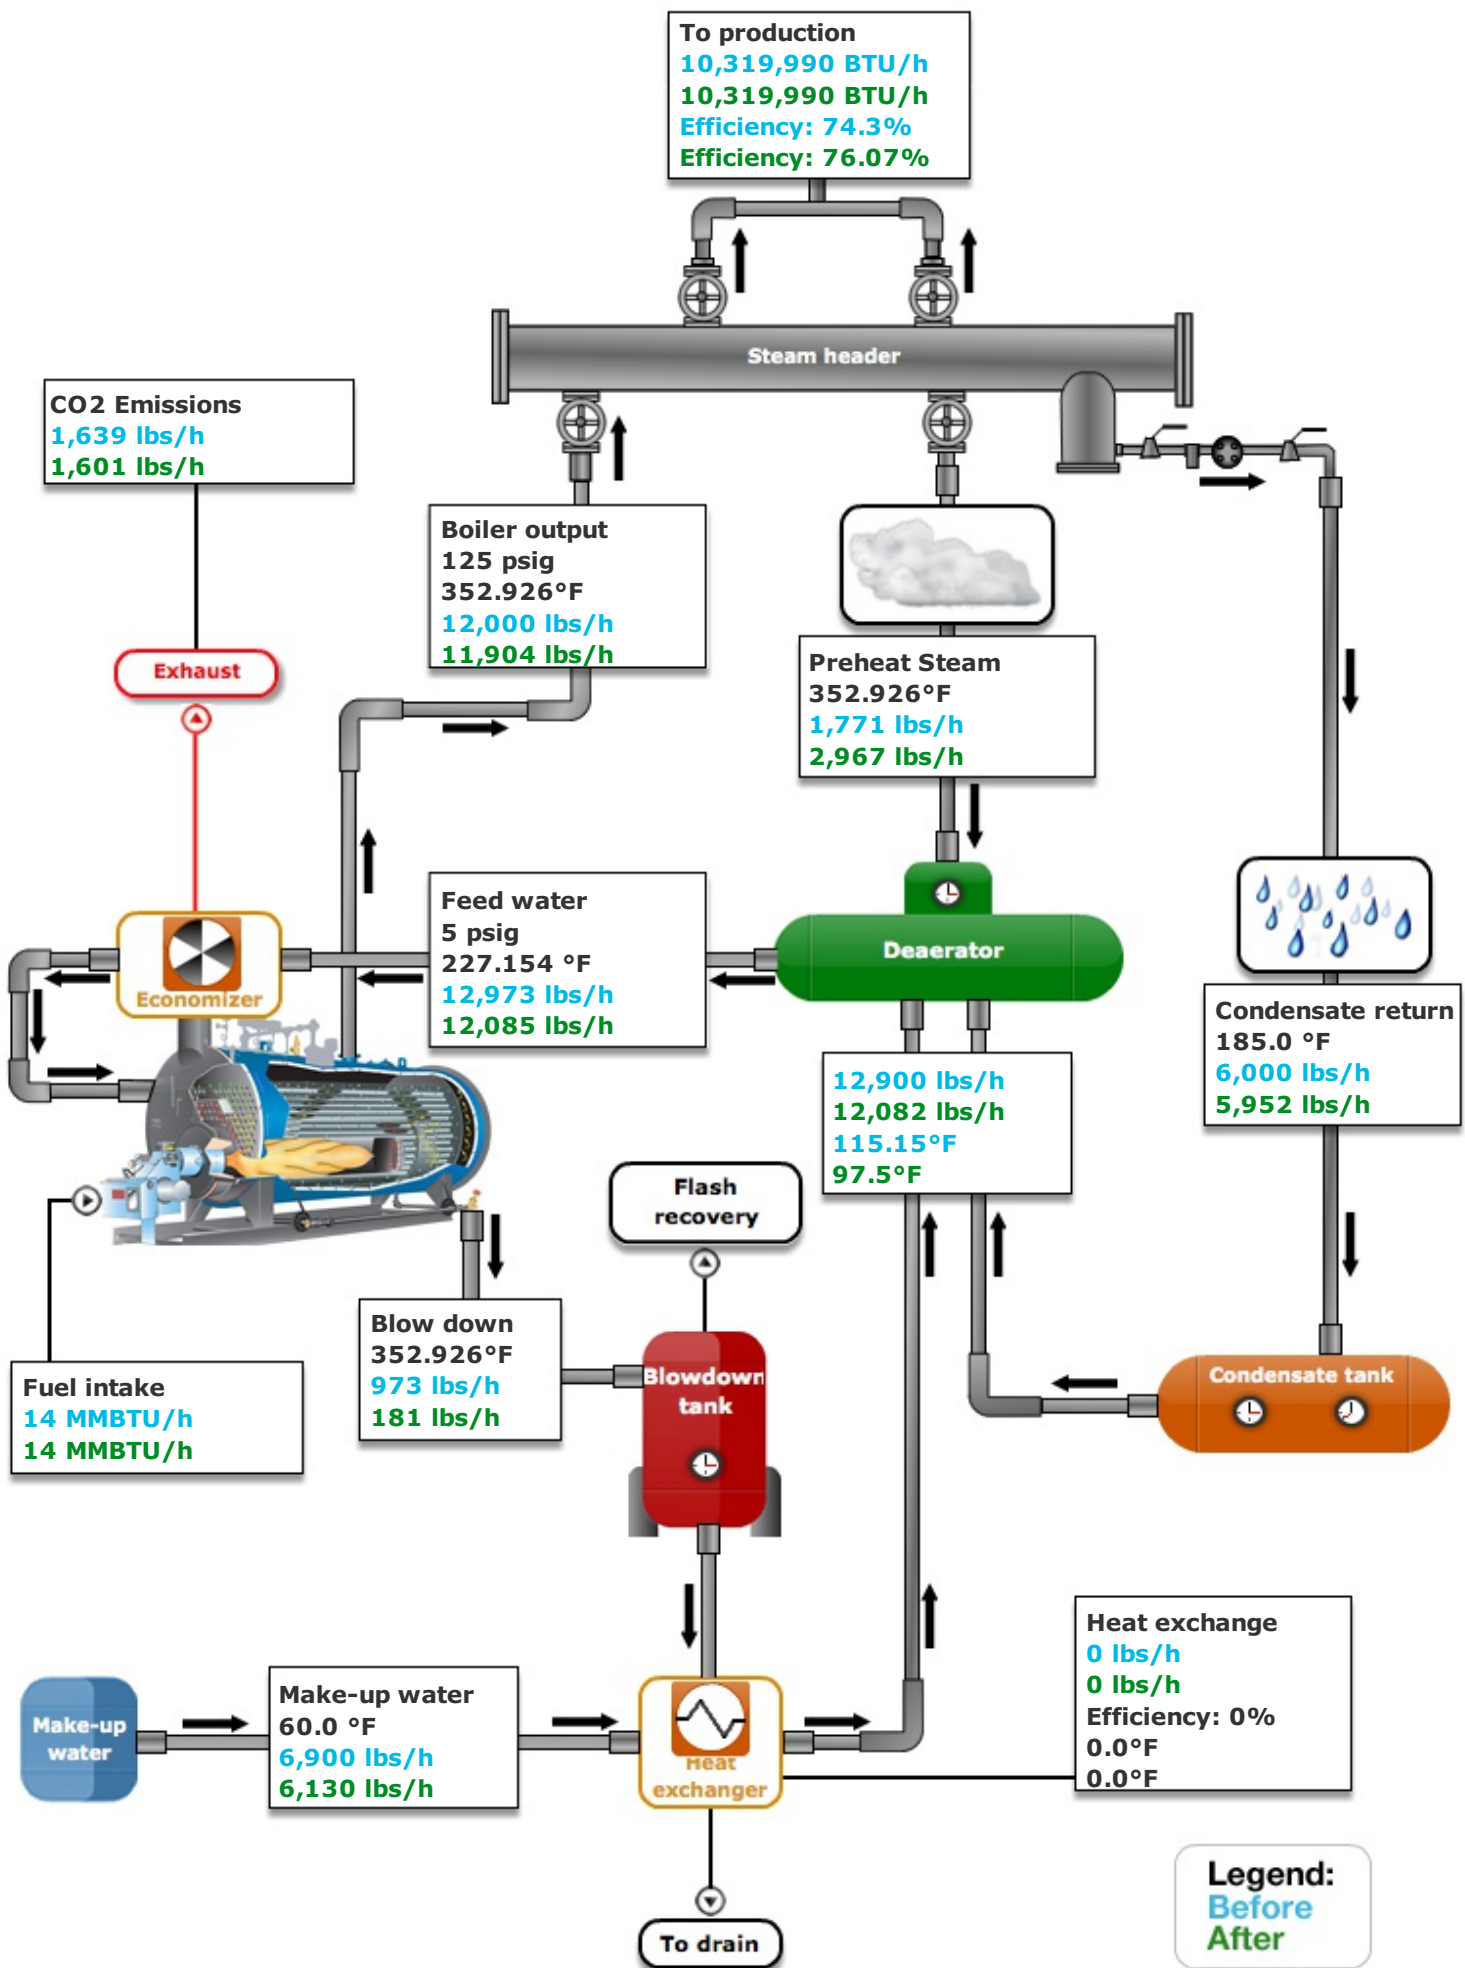 To production
10,319,990 BTU/h
10,319,990 BTU/h
Efficiency: 74.3%
Efficiency: 76.07%
Steam header
CO2 Emissions
1,639 lbs/h
1,601 lbs/h
Boiler output
125 psig
352.926°F
12,000 lbs/h
11,904 lbs/h
Exhaust
Preheat Steam
352.926°F
1,771 lbs/h
2,967 lbs/h
Feed water
5 psig
227.154 °F
12,973 lbs/h
12,085 lbs/h
Deaerator
Economizer
Condensate return
185.0 °F
6,000 lbs/h
5,952 lbs/h
12,900 lbs/h
12,082 lbs/h
115.15°F
97.5°F
Flash
recovery
Blow down
352.926°F
973 lbs/h
181 lbs/h
Blowdown
tank
Condensate tank
Fuel intake
14 MMBTU/h
14 MMBTU/h
Make-up
water
Make-up water
60.0 °F
6,900 lbs/h
6,130 lbs/h
Heat
exchanger
Heat exchange
0 lbs/h
0 lbs/h
Efficiency: 0%
0.0°F
0.0°F
To drain
Legend:
Before
After